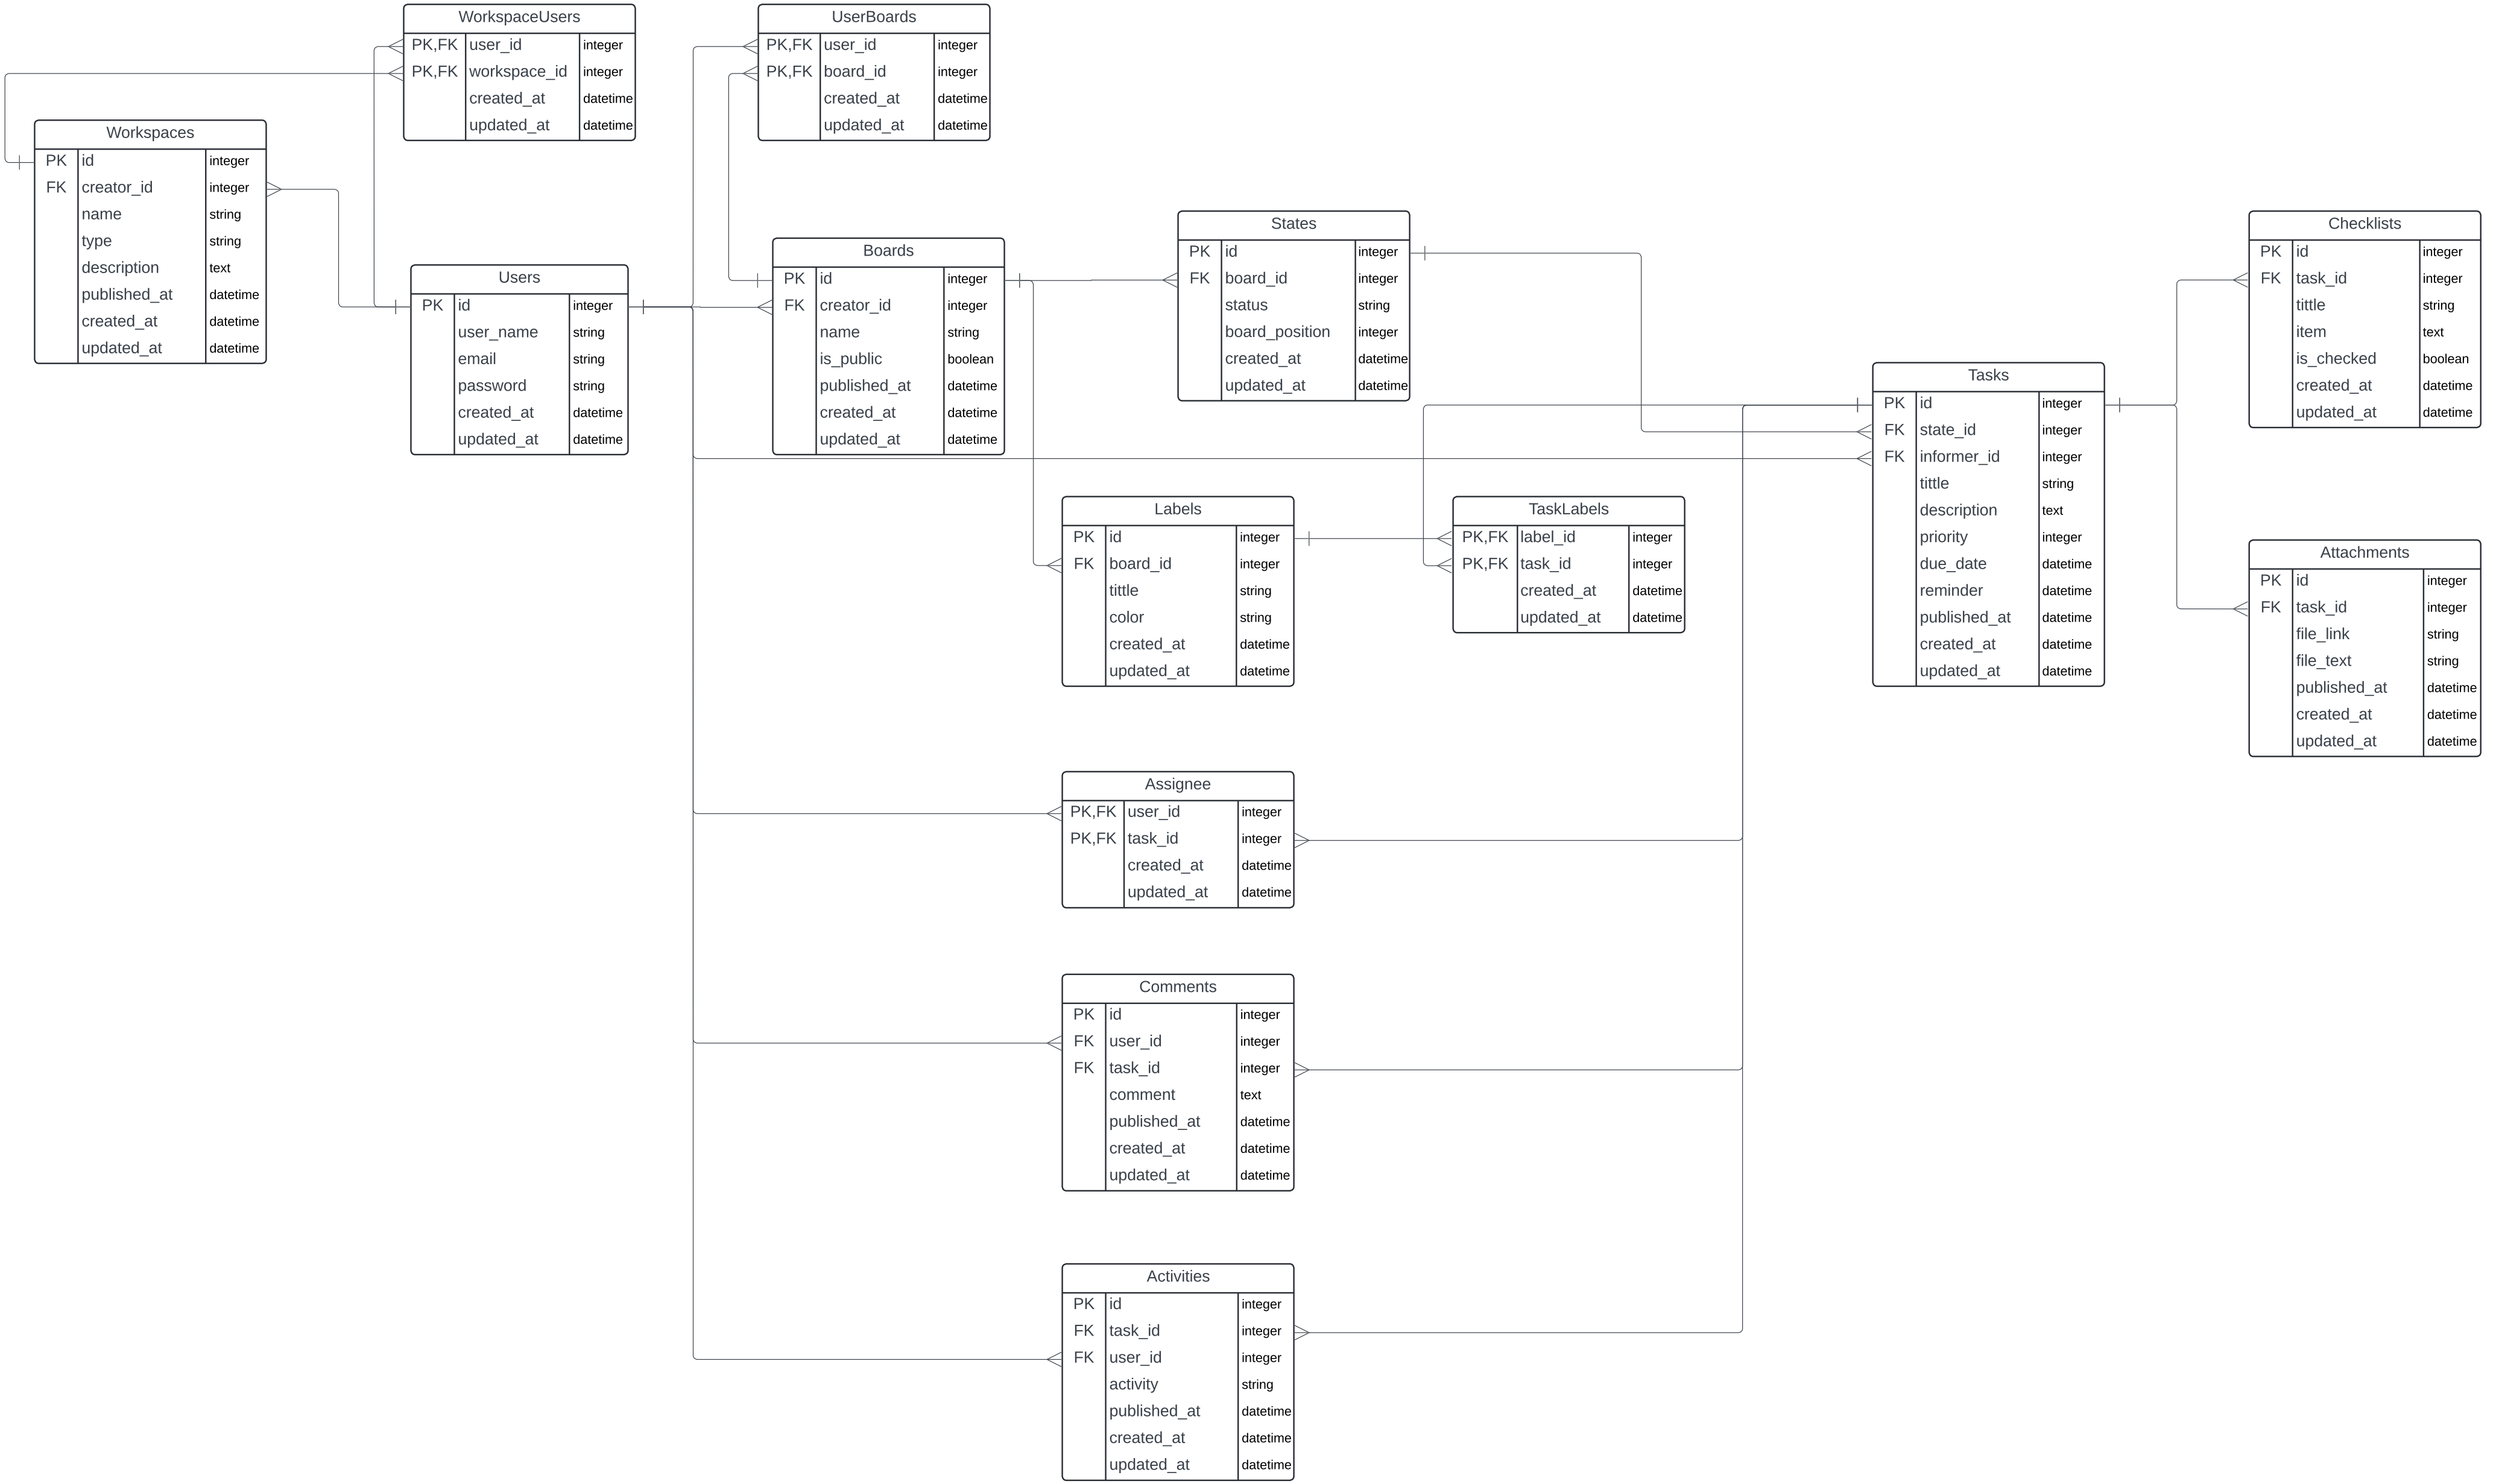 WorkspaceUsers
PK,FK user_id integer
PK,FK workspace_id integer
created_at datetime
updated_at datetime
UserBoards
PK,FK user_id integer
PK,FK board_id integer
created_at datetime
updated_at datetime
Workspaces
PK id integer
FK creator_id integer
name string
type string
description text
published_at datetime
created_at datetime
updated_at datetime
Users
PK id integer
user_name string
email string
password string
created_at datetime
updated_at datetime
Boards
PK id integer
FK creator_id integer
name string
is_public boolean
published_at datetime
created_at datetime
updated_at datetime
States
PK id integer
FK board_id integer
status string
board_position integer
created_at datetime
updated_at datetime
Checklists
PK id integer
FK task_id integer
tittle string
item text
is_checked boolean
created_at datetime
updated_at datetime
Tasks
PK id integer
FK state_id integer
FK informer_id integer
tittle string
description text
priority integer
due_date datetime
reminder datetime
published_at datetime
created_at datetime
updated_at datetime
Labels
PK id integer
FK board_id integer
tittle string
color string
created_at datetime
updated_at datetime
TaskLabels
PK,FK label_id integer
PK,FK task_id integer
created_at datetime
updated_at datetime
Attachments
PK id integer
FK task_id integer
file_link string
file_text string
published_at datetime
created_at datetime
updated_at datetime
Assignee
PK,FK user_id integer
PK,FK task_id integer
created_at datetime
updated_at datetime
Comments
PK id integer
FK user_id integer
FK task_id integer
comment text
published_at datetime
created_at datetime
updated_at datetime
Activities
PK id integer
FK task_id integer
FK user_id integer
activity string
published_at datetime
created_at datetime
updated_at datetime